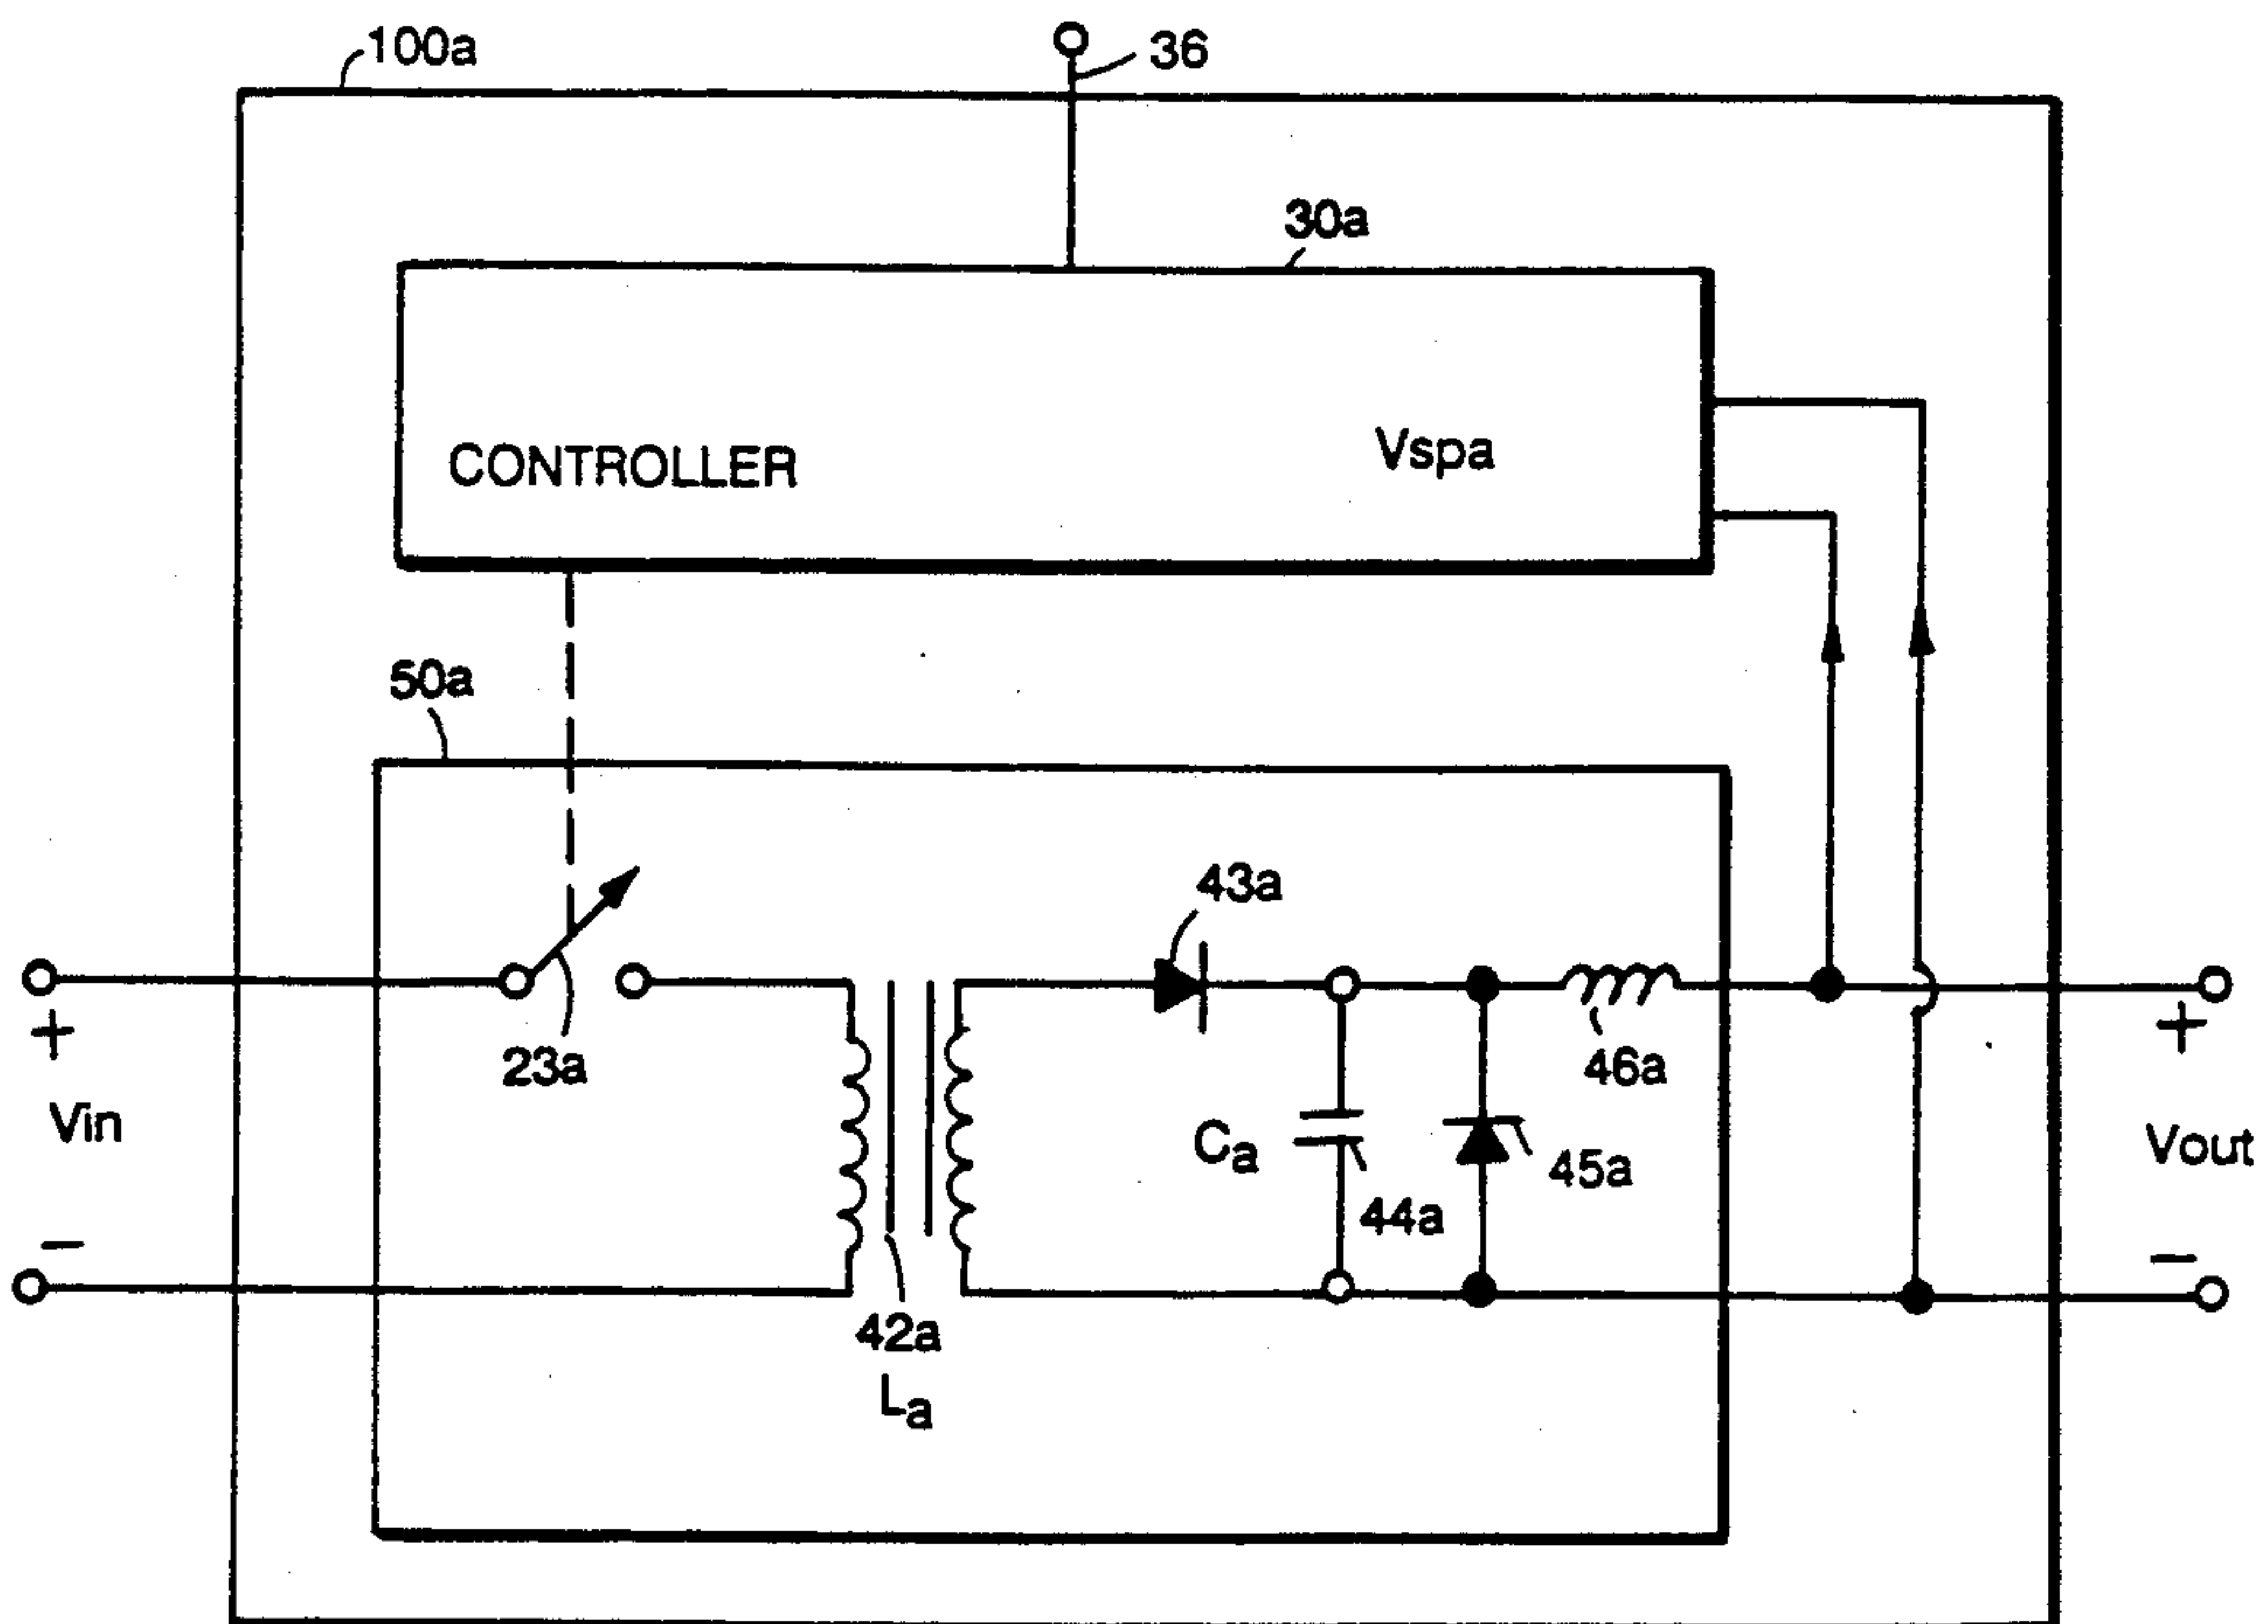 100a
36
30a
CONTROLLER
Vspa
50a
43a
23a
46a
+
+
Vin
Ca
45a
Vout
44a
−
−
42a
La